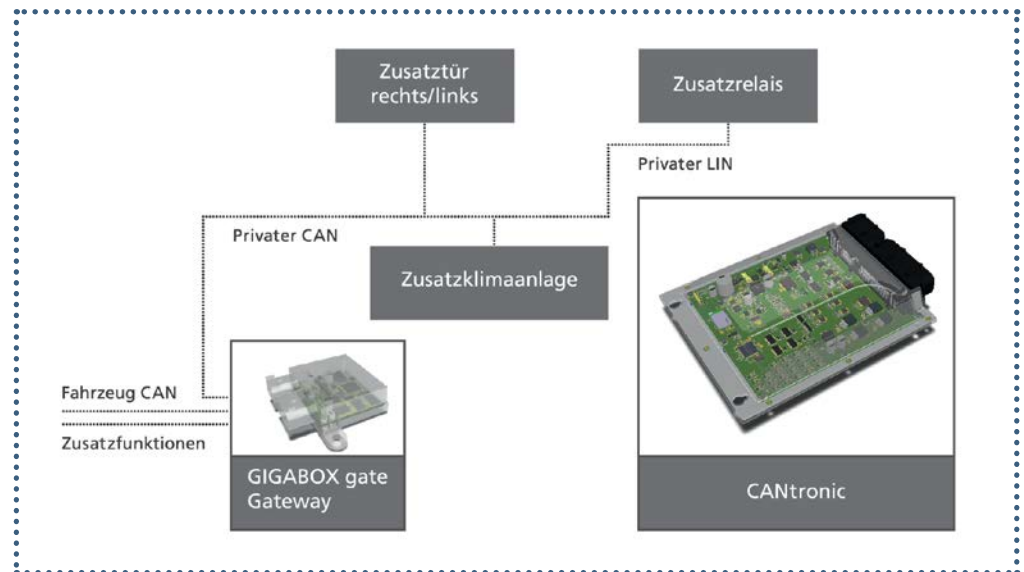 Zusatztür
rechts/links
Zusatzrelais
Privater LIN
Privater CAN
Zusatzklimaanlage
Fahrzeug CAN
Zusatzfunktionen
GIGABOX gate
Gateway
CANtronic